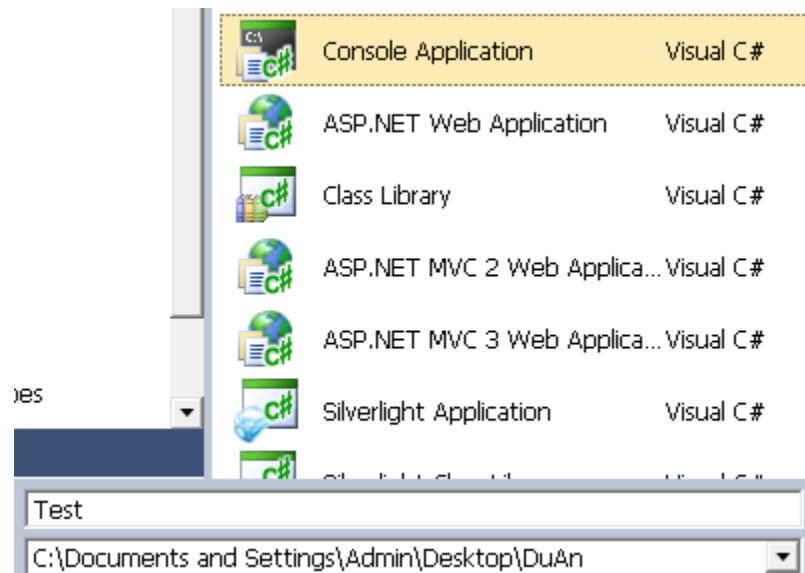 Console Application Visual C#
ASP.NET Web Application Visual C#
Class Library Visual C#
ASP.NET MVC 2 Web Applica... Visual C#
ASP.NET MVC 3 Web Applica... Visual C#
pes
Silverlight Application Visual C#
Test
C:\Documents and Settings\Admin\Desktop\DuAn